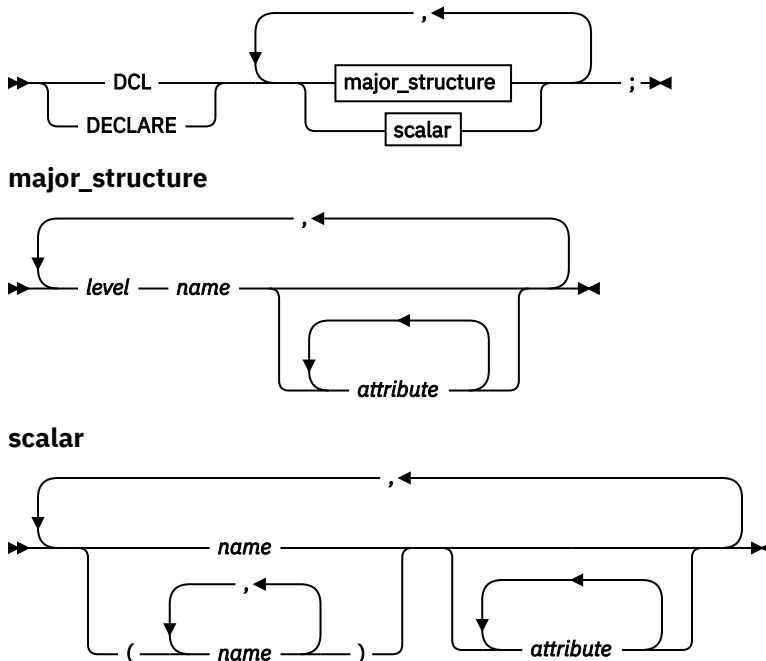 ,
DCL major_structure ;
DECLARE scalar
major_structure
,
level name
attribute
scalar
,
name
,
( name ) attribute